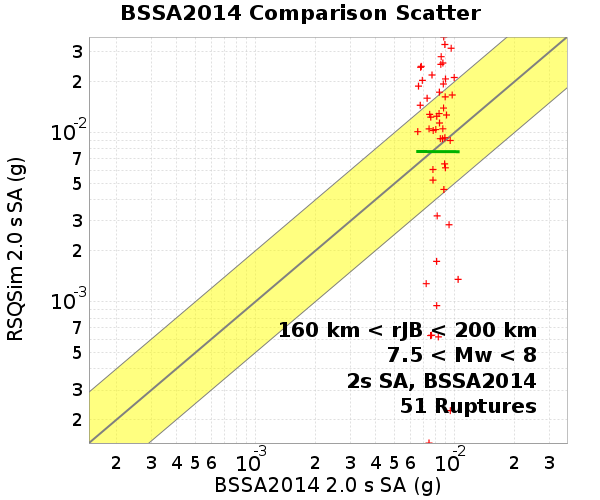 BSSA2014 Comparison Scatter
RSQSim 2.0 s SA (g)
3
2
10-2
7
5
3
2
10-3
7
5
3
2
160 km < rJB < 200 km
7.5 < Mw < 8
2s SA, BSSA2014
51 Ruptures
2 3 4 5 6 10-3 2 3 4 5 6 10-2 2 3
BSSA2014 2.0 s SA (g)